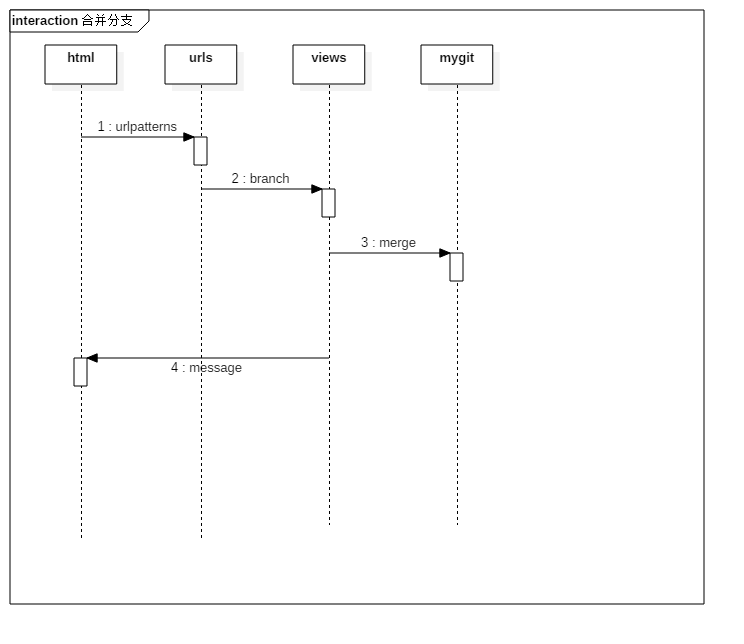 interaction 合并分支
html
urls
views
mygit
1 : urlpatterns
2 : branch
3 : merge
4 : message